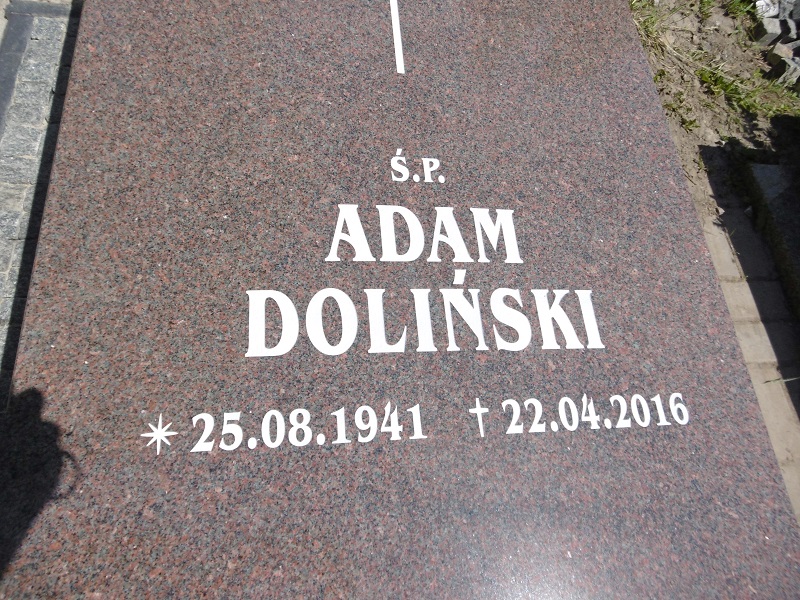 Ś.P.
ADAM
DOLIŃSKI
* 25.08.1941 † 22.04.2016